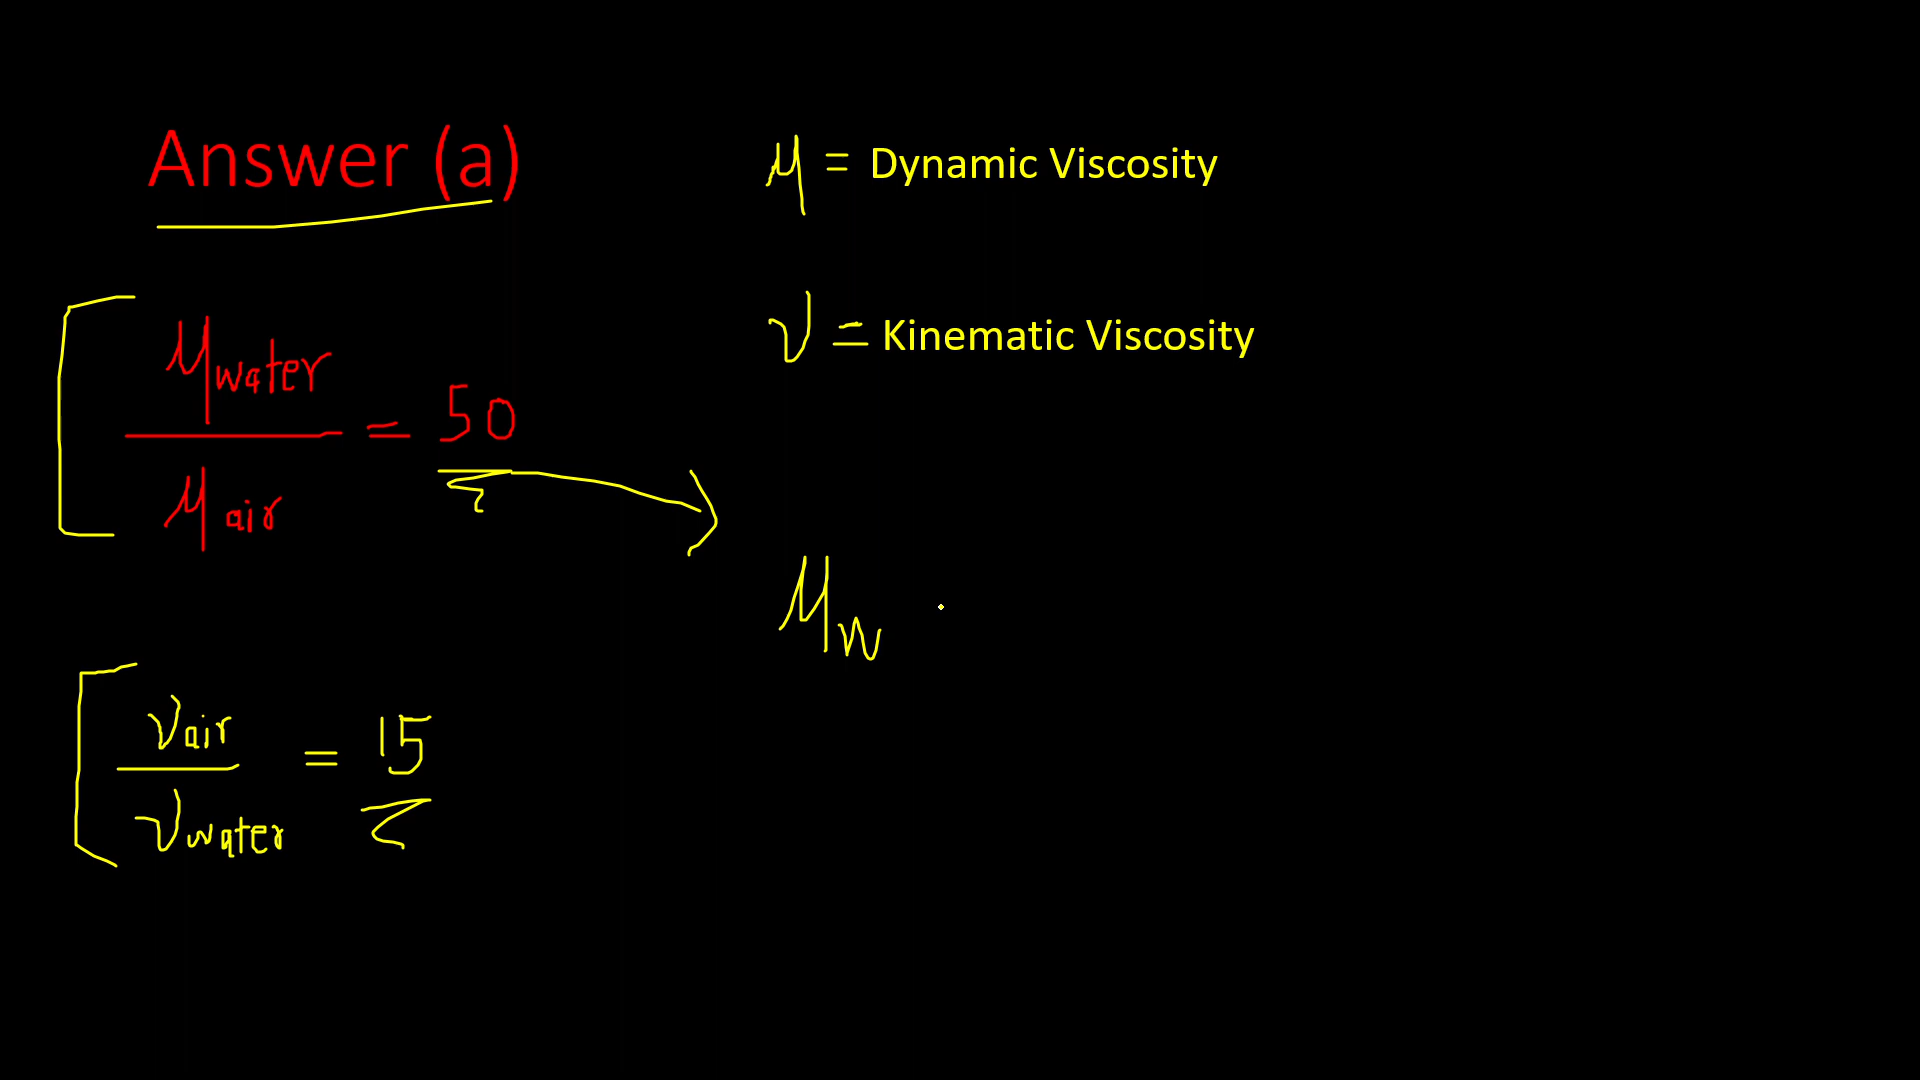 Answer (a)
μ = Dynamic Viscosity
ν = Kinematic Viscosity
μwater
= 50
μair
μw
νair
= 15
νwater